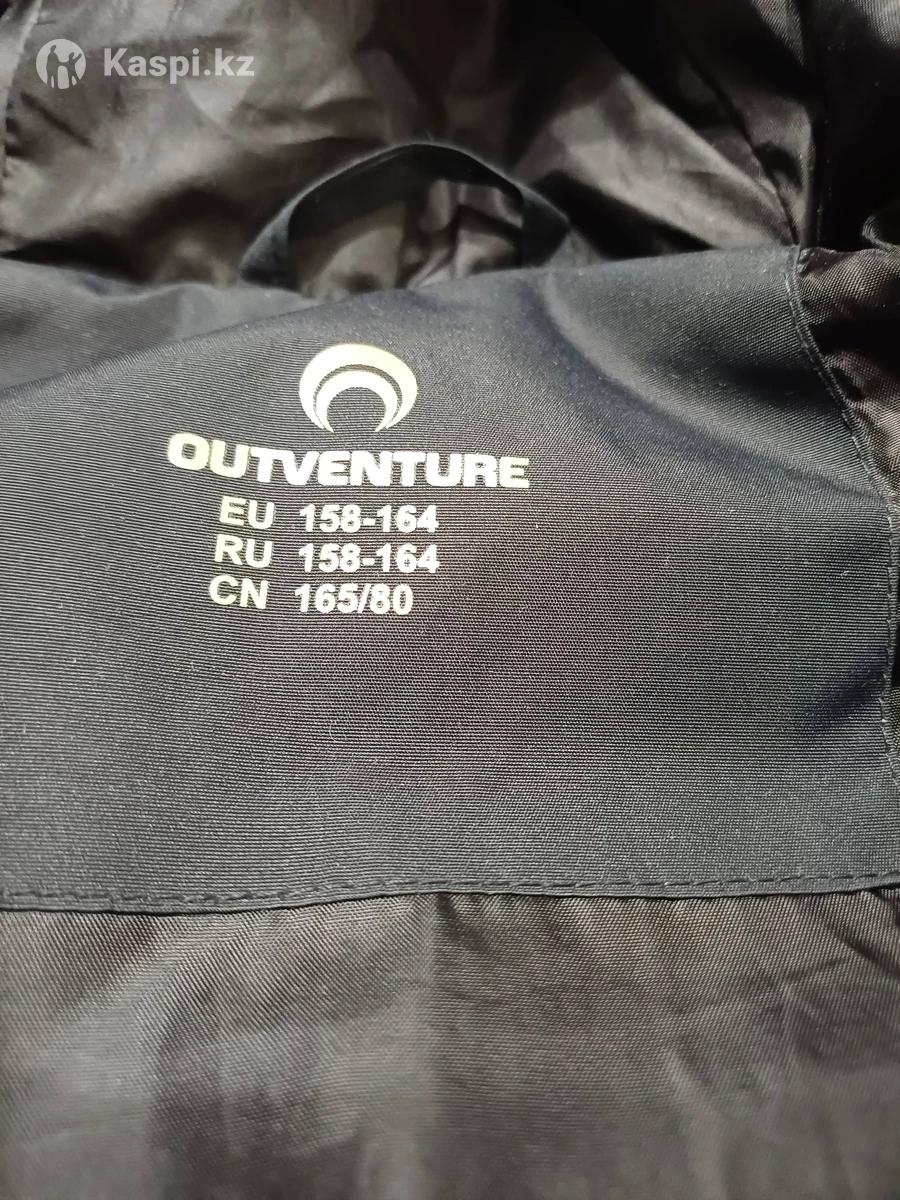 Kaspi.kz
OUTVENTURE
EU 158-164
RU 158-164
CN 165/80